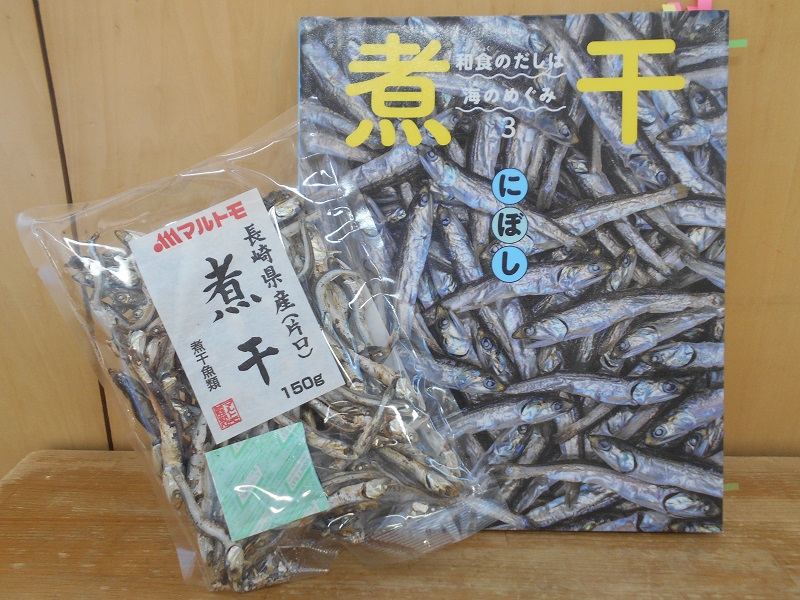 煮干
和食のだしは
海のめぐみ
3
にぼし
マルトモ
長崎県産(片口)
煮干
煮干魚類
150g